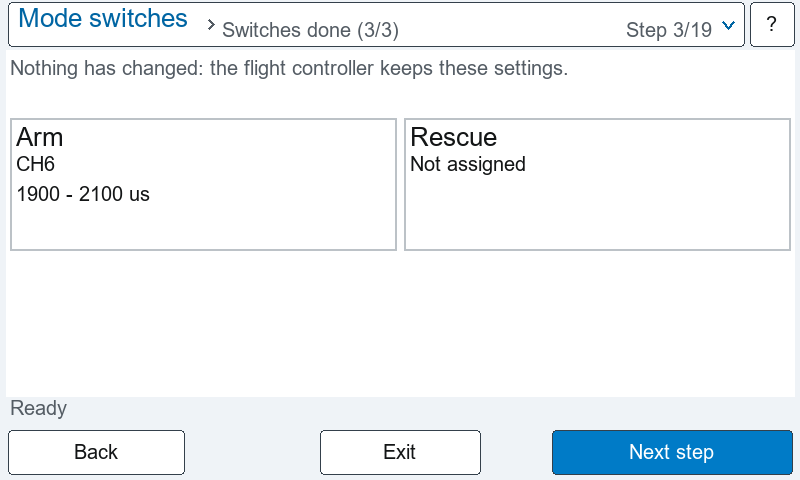 Mode switches > Switches done (3/3) Step 3/19 ?
Nothing has changed: the flight controller keeps these settings.
Arm
CH6
1900 - 2100 us
Rescue
Not assigned
Ready
Back Exit Next step